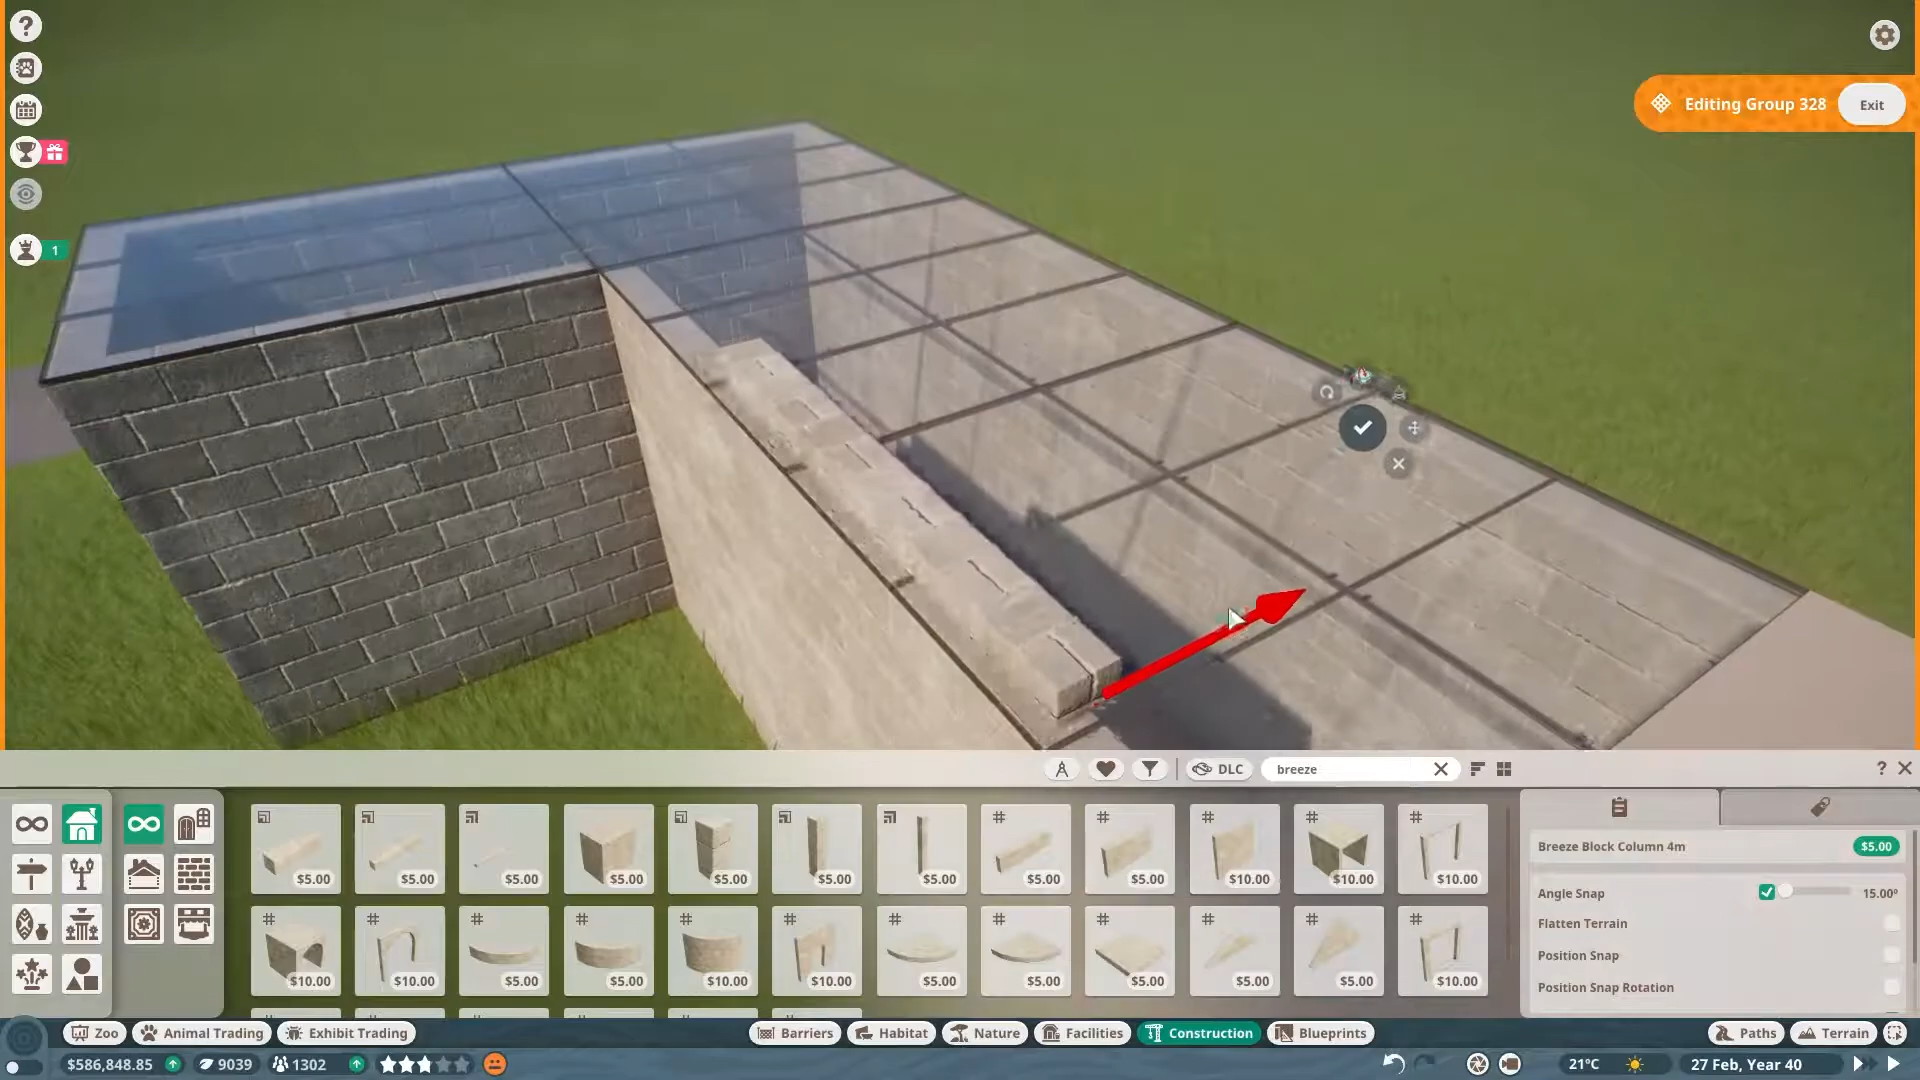 ?
Editing Group 328
Exit
1
DLC
breeze
?
$5.00
$5.00
$5.00
$5.00
$5.00
$5.00
$5.00
$5.00
$5.00
$10.00
$10.00
$10.00
$10.00
$10.00
$5.00
$5.00
$10.00
$10.00
$5.00
$5.00
$5.00
$5.00
$5.00
$10.00
Breeze Block Column 4m
$5.00
Angle Snap
15.00°
Flatten Terrain
Position Snap
Position Snap Rotation
Zoo
Animal Trading
Exhibit Trading
Barriers
Habitat
Nature
Facilities
Construction
Blueprints
Paths
Terrain
$586,848.85
9039
1302
21°C
27 Feb, Year 40